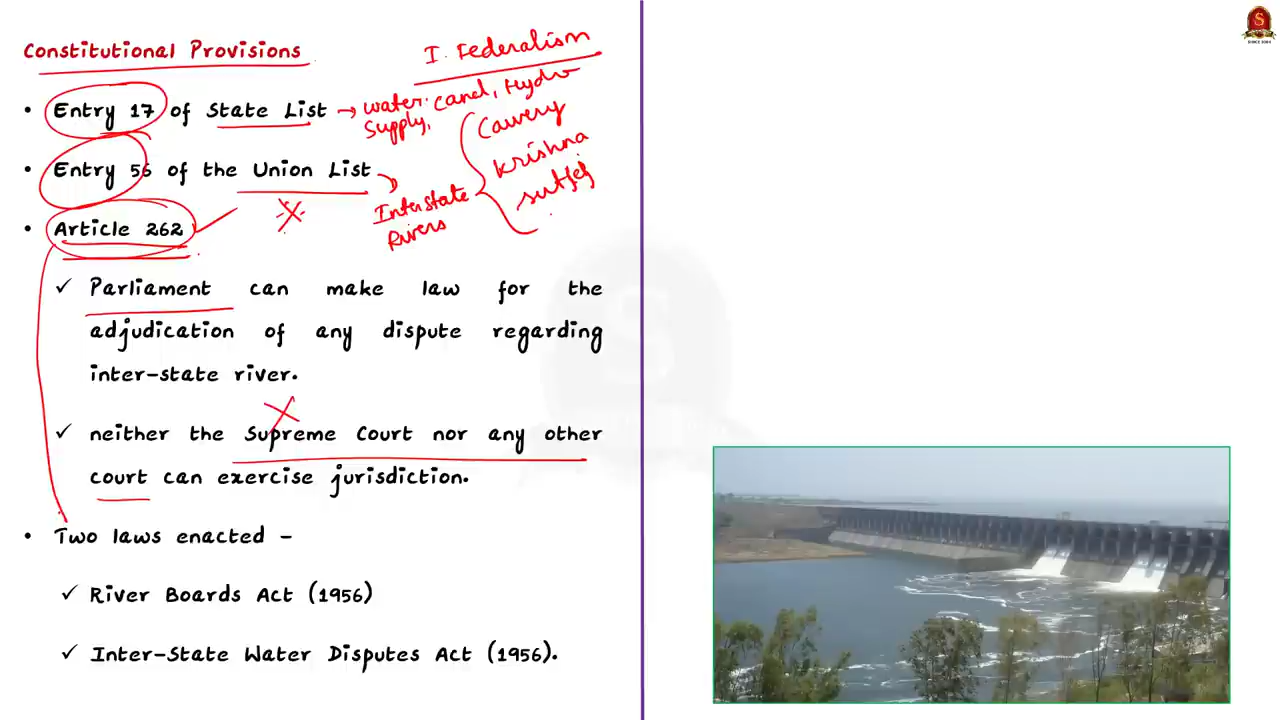 Constitutional Provisions
I. Federalism
• Entry 17 of State List
water supply, canal, Hydro
• Entry 56 of the Union List
Interstate Rivers
Cauvery
Krishna
Sutlej
• Article 262
✓ Parliament can make law for the
adjudication of any dispute regarding
inter-state river.
✓ neither the Supreme Court nor any other
court can exercise jurisdiction.
• Two laws enacted -
✓ River Boards Act (1956)
✓ Inter-State Water Disputes Act (1956).
S
SINCE 2004